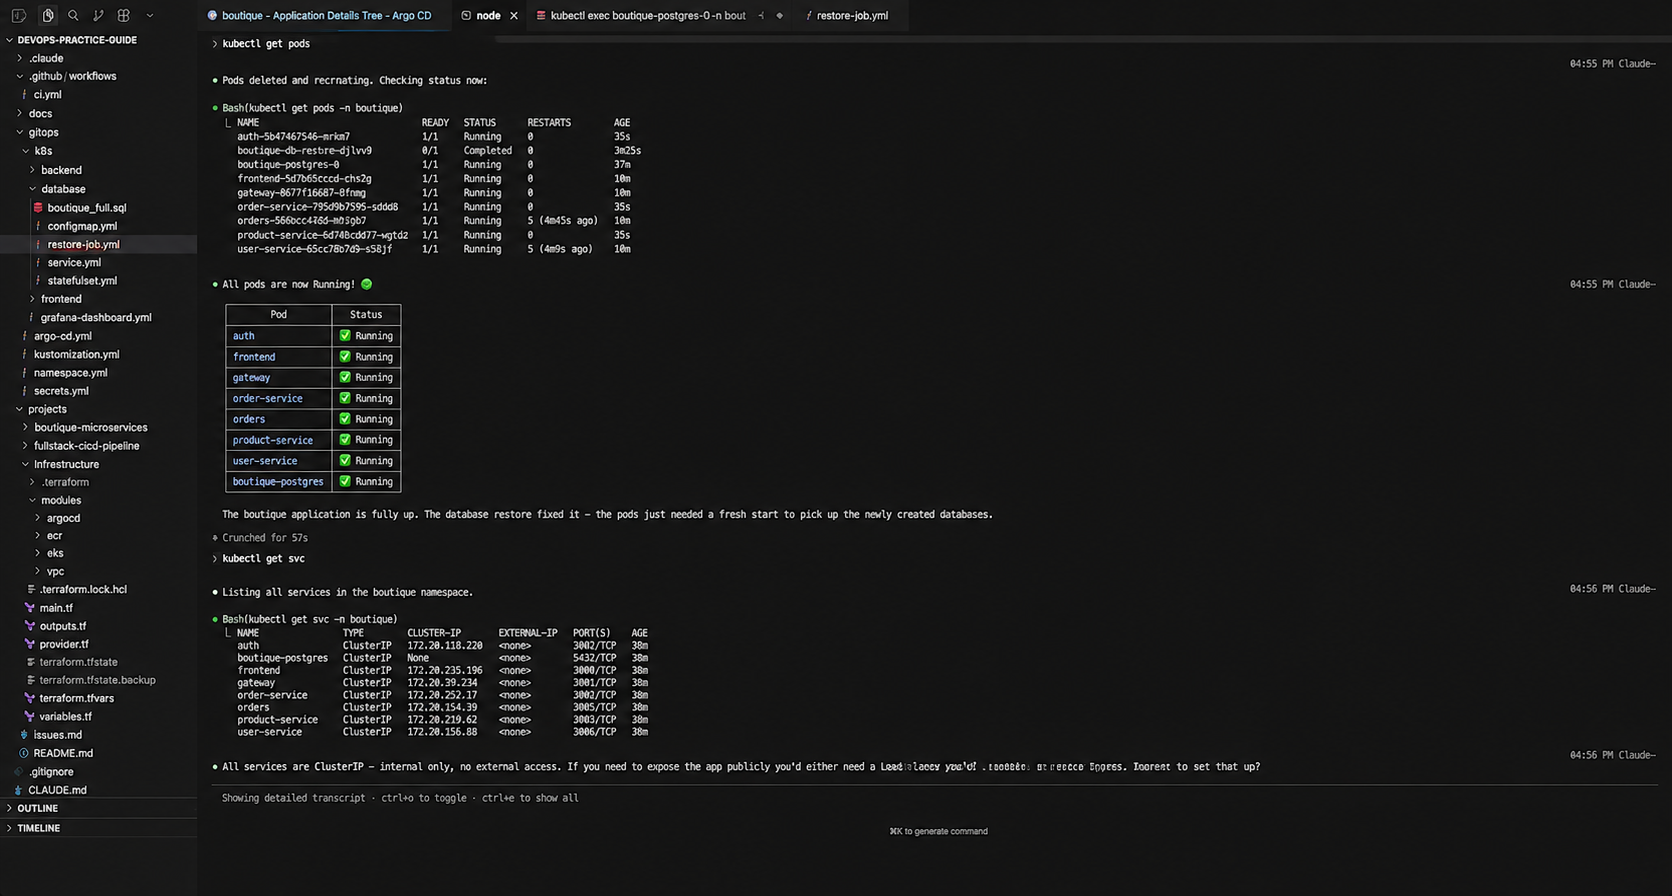 boutique - Application Details Tree - Argo CD
node
kubectl exec boutique-postgres-0 -n bout
restore-job.yml
DEVOPS-PRACTICE-GUIDE
.claude
.github / workflows
ci.yml
docs
gitops
k8s
backend
database
boutique_full.sql
configmap.yml
restore-job.yml
service.yml
statefulset.yml
frontend
grafana-dashboard.yml
argo-cd.yml
kustomization.yml
namespace.yml
secrets.yml
projects
boutique-microservices
fullstack-cicd-pipeline
Infrestructure
.terraform
modules
argocd
ecr
eks
vpc
.terraform.lock.hcl
main.tf
outputs.tf
provider.tf
terraform.tfstate
terraform.tfstate.backup
terraform.tfvars
variables.tf
issues.md
README.md
.gitignore
CLAUDE.md
OUTLINE
TIMELINE
> kubectl get pods
04:55 PM Claude-
Pods deleted and recrnating. Checking status now:
Bash(kubectl get pods -n boutique)
NAME READY STATUS RESTARTS AGE
auth-5b47467546-mrkm7 1/1 Running 0 35s
boutique-db-restore-djlvv9 0/1 Completed 0 3m25s
boutique-postgres-0 1/1 Running 0 37m
frontend-5d7b65cccd-chs2g 1/1 Running 0 10m
gateway-8677f16687-8fnmg 1/1 Running 0 10m
order-service-795d9b7595-sddd8 1/1 Running 0 35s
1/1 Running 5 (4m45s ago) 10m
1/1 Running 0 35s
1/1 Running 5 (4m9s ago) 10m
All pods are now Running!
04:55 PM Claude-
Pod Status
auth ✅ Running
frontend ✅ Running
gateway ✅ Running
order-service ✅ Running
orders ✅ Running
product-service ✅ Running
user-service ✅ Running
boutique-postgres ✅ Running
The boutique application is fully up. The database restore fixed it - the pods just needed a fresh start to pick up the newly created databases.
Crunched for 57s
> kubectl get svc
Listing all services in the boutique namespace.
04:56 PM Claude-
Bash(kubectl get svc -n boutique)
NAME TYPE CLUSTER-IP EXTERNAL-IP PORT(S) AGE
auth ClusterIP 172.20.118.220 <none> 3002/TCP 38m
boutique-postgres ClusterIP None <none> 5432/TCP 38m
frontend ClusterIP 172.20.235.196 <none> 3000/TCP 38m
gateway ClusterIP 172.20.39.234 <none> 3001/TCP 38m
order-service ClusterIP 172.20.252.17 <none> 3002/TCP 38m
orders ClusterIP 172.20.154.39 <none> 3005/TCP 38m
product-service ClusterIP 172.20.219.62 <none> 3003/TCP 38m
user-service ClusterIP 172.20.156.88 <none> 3006/TCP 38m
04:56 PM Claude-
All services are ClusterIP - internal only, no external access. If you need to expose the app publicly you'd either need a to set that up?
Showing detailed transcript · ctrl+o to toggle · ctrl+e to show all
⌘K to generate command